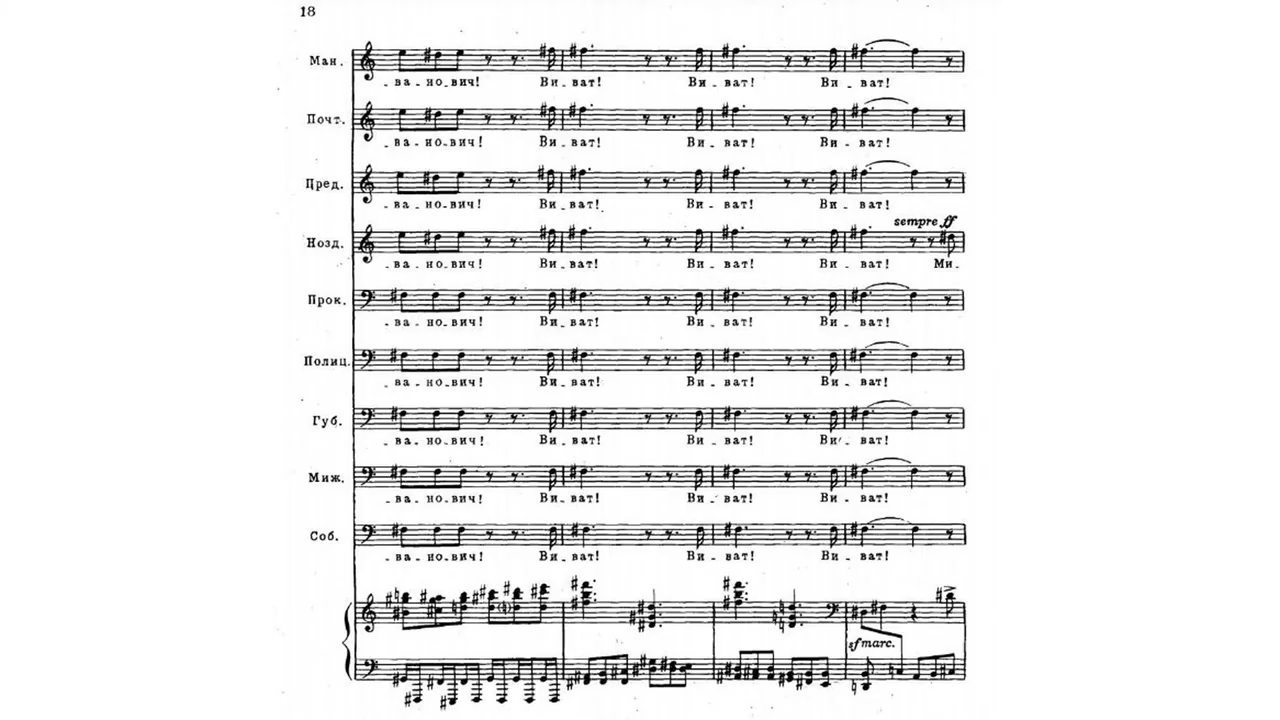 18
Ман.
- ва - но - вич! Ви - ват! Ви - ват! Ви - ват!
Почт.
- ва - но - вич! Ви - ват! Ви - ват! Ви - ват!
Пред.
- ва - но - вич! Ви - ват! Ви - ват! Ви - ват!
sempre ff
Нозд.
- ва - но - вич! Ви - ват! Ви - ват! Ви - ват! Ми -
Прок.
- ва - но - вич! Ви - ват! Ви - ват! Ви - ват!
Полиц.
- ва - но - вич! Ви - ват! Ви - ват! Ви - ват!
Губ.
- ва - но - вич! Ви - ват! Ви - ват! Ви - ват!
Миж.
- ва - но - вич! Ви - ват! Ви - ват! Ви - ват!
Соб.
- ва - но - вич! Ви - ват! Ви - ват! Ви - ват!
sf marc.